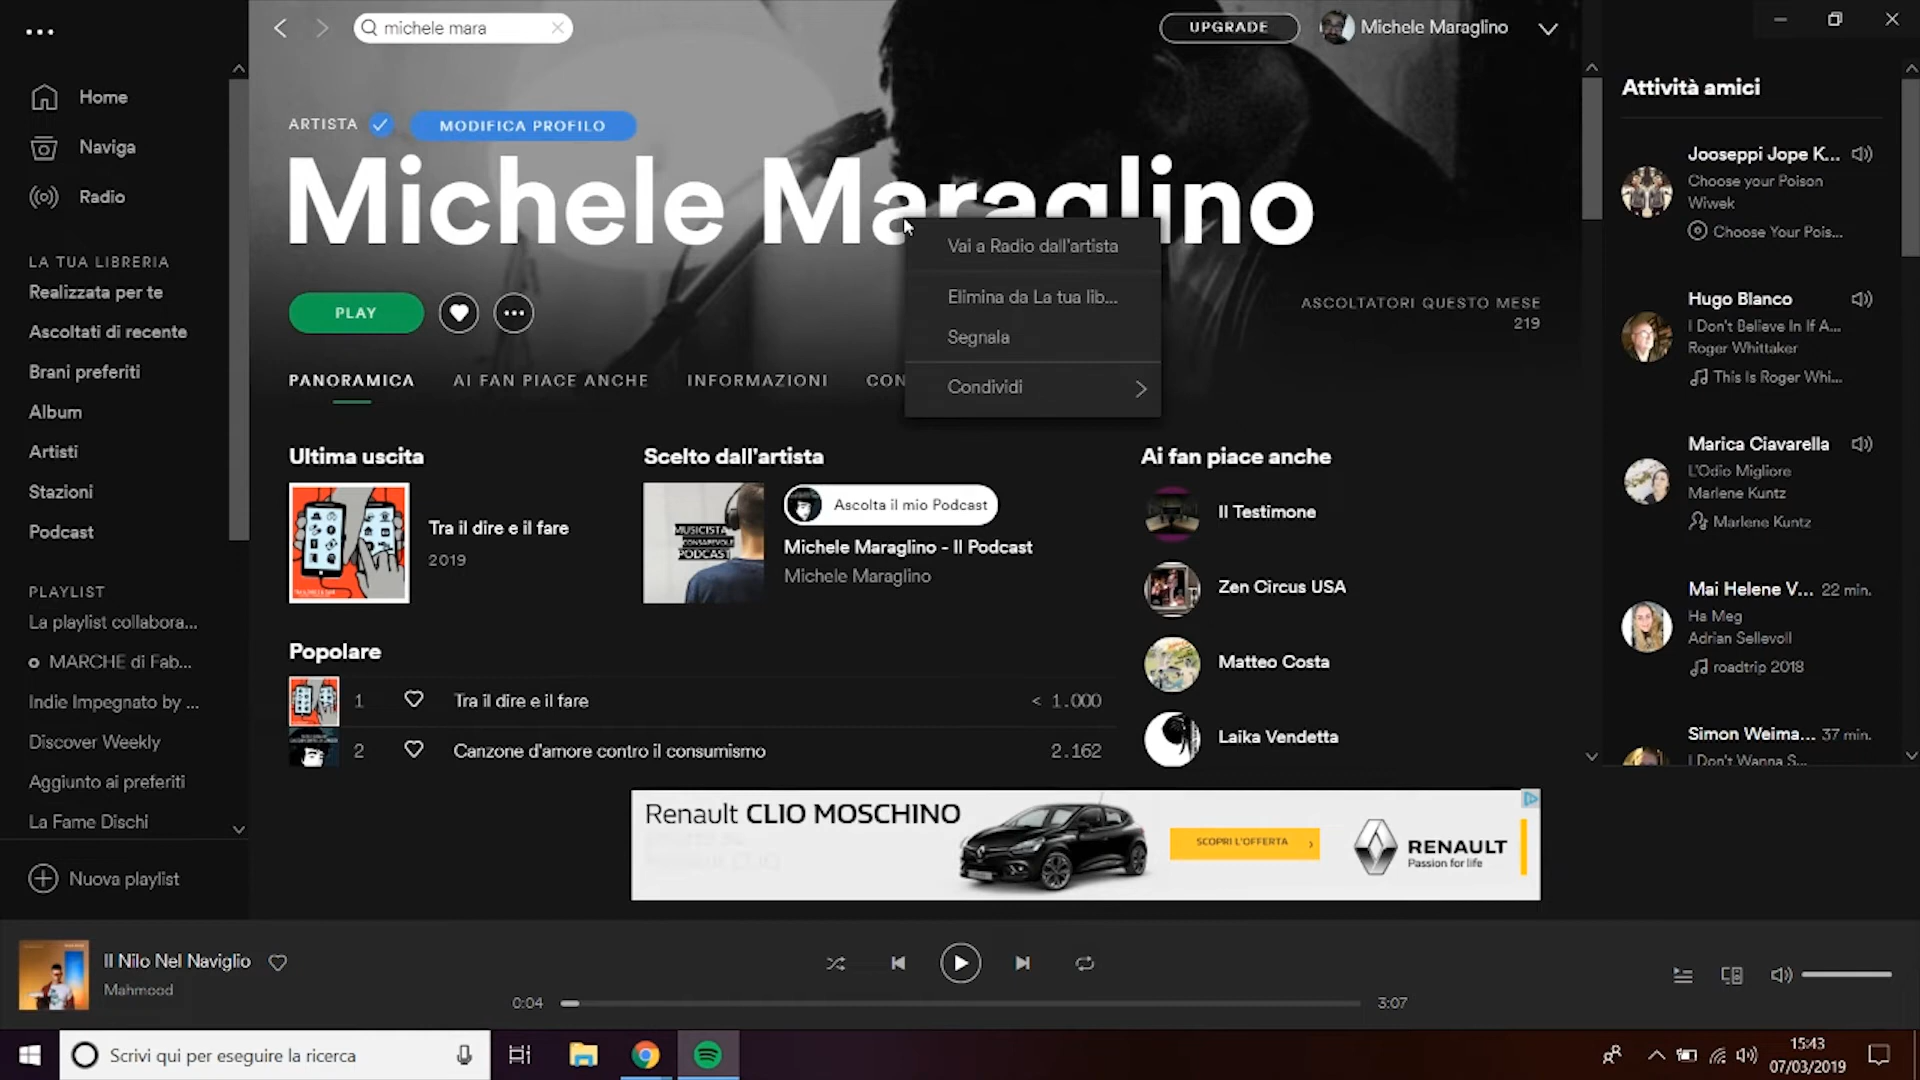 michele mara
UPGRADE
Michele Maraglino
Home
Naviga
Radio
LA TUA LIBRERIA
Realizzata per te
Ascoltati di recente
Brani preferiti
Album
Artisti
Stazioni
Podcast
PLAYLIST
La playlist collabora...
MARCHE di Fab...
Indie Impegnato by ...
Discover Weekly
Aggiunto ai preferiti
La Fame Dischi
Nuova playlist
ARTISTA
MODIFICA PROFILO
Michele Maraglino
PLAY
ASCOLTATORI QUESTO MESE
219
Vai a Radio dall'artista
Elimina da La tua lib...
Segnala
Condividi
PANORAMICA AI FAN PIACE ANCHE INFORMAZIONI CON
Ultima uscita
Tra il dire e il fare
2019
Scelto dall'artista
MUSICISTA
CONSAPEVOLE
PODCAST
Ascolta il mio Podcast
Michele Maraglino - Il Podcast
Michele Maraglino
Popolare
1 Tra il dire e il fare < 1.000
2 Canzone d'amore contro il consumismo 2.162
Ai fan piace anche
Il Testimone
Zen Circus USA
Matteo Costa
Laika Vendetta
Attività amici
Jooseppi Jope K...
Choose your Poison
Wiwek
Choose Your Pois...
Hugo Blanco
I Don't Believe In If A...
Roger Whittaker
This Is Roger Whi...
Marica Ciavarella
L'Odio Migliore
Marlene Kuntz
Marlene Kuntz
Mai Helene V... 22 min.
Ha Meg
Adrian Sellevoll
roadtrip 2018
Simon Weima... 37 min.
I Don't Wanna S...
Renault CLIO MOSCHINO
SCOPRI L'OFFERTA
RENAULT
Passion for life
Il Nilo Nel Naviglio
Mahmood
0:04
3:07
Scrivi qui per eseguire la ricerca
15:43
07/03/2019